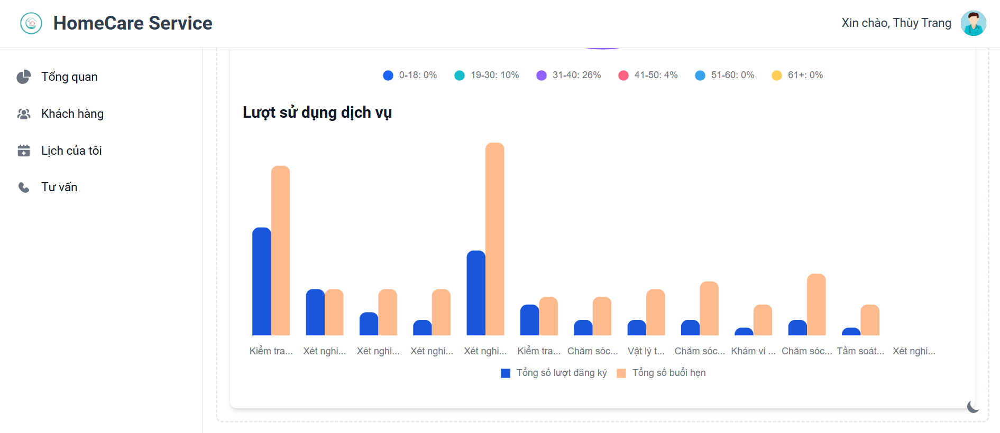 HomeCare Service
Xin chào, Thùy Trang
Tổng quan
Khách hàng
Lịch của tôi
Tư vấn
0-18: 0% 19-30: 10% 31-40: 26% 41-50: 4% 51-60: 0% 61+: 0%
Lượt sử dụng dịch vụ
Kiểm tra... Xét nghi... Xét nghi... Xét nghi... Xét nghi... Kiểm tra... Chăm sóc... Vật lý t... Chăm sóc... Khám vi ... Chăm sóc... Tầm soát... Xét nghi...
Tổng số lượt đăng ký Tổng số buổi hẹn